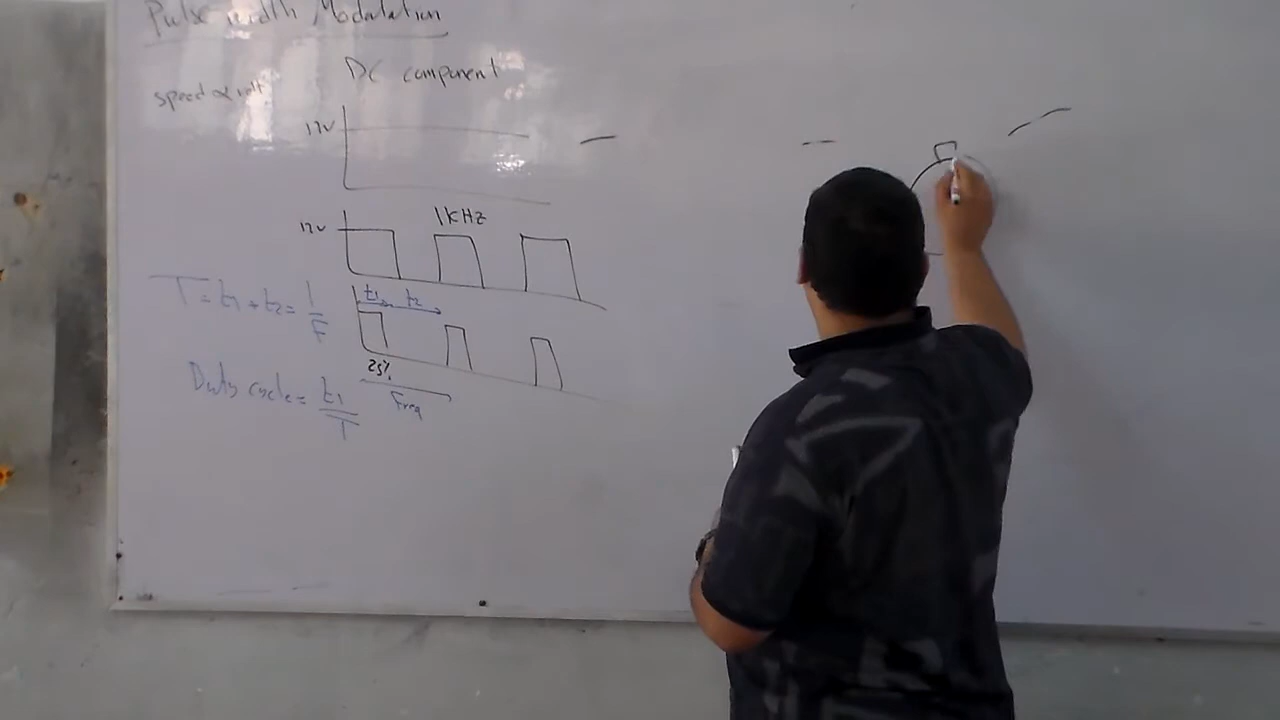 Pulse width Modulation
DC component
speed α volt
12v
12v
1KHZ
t1 t2
T = t1 + t2 = 1/F
25%
Freq
Duty cycle = t1/T